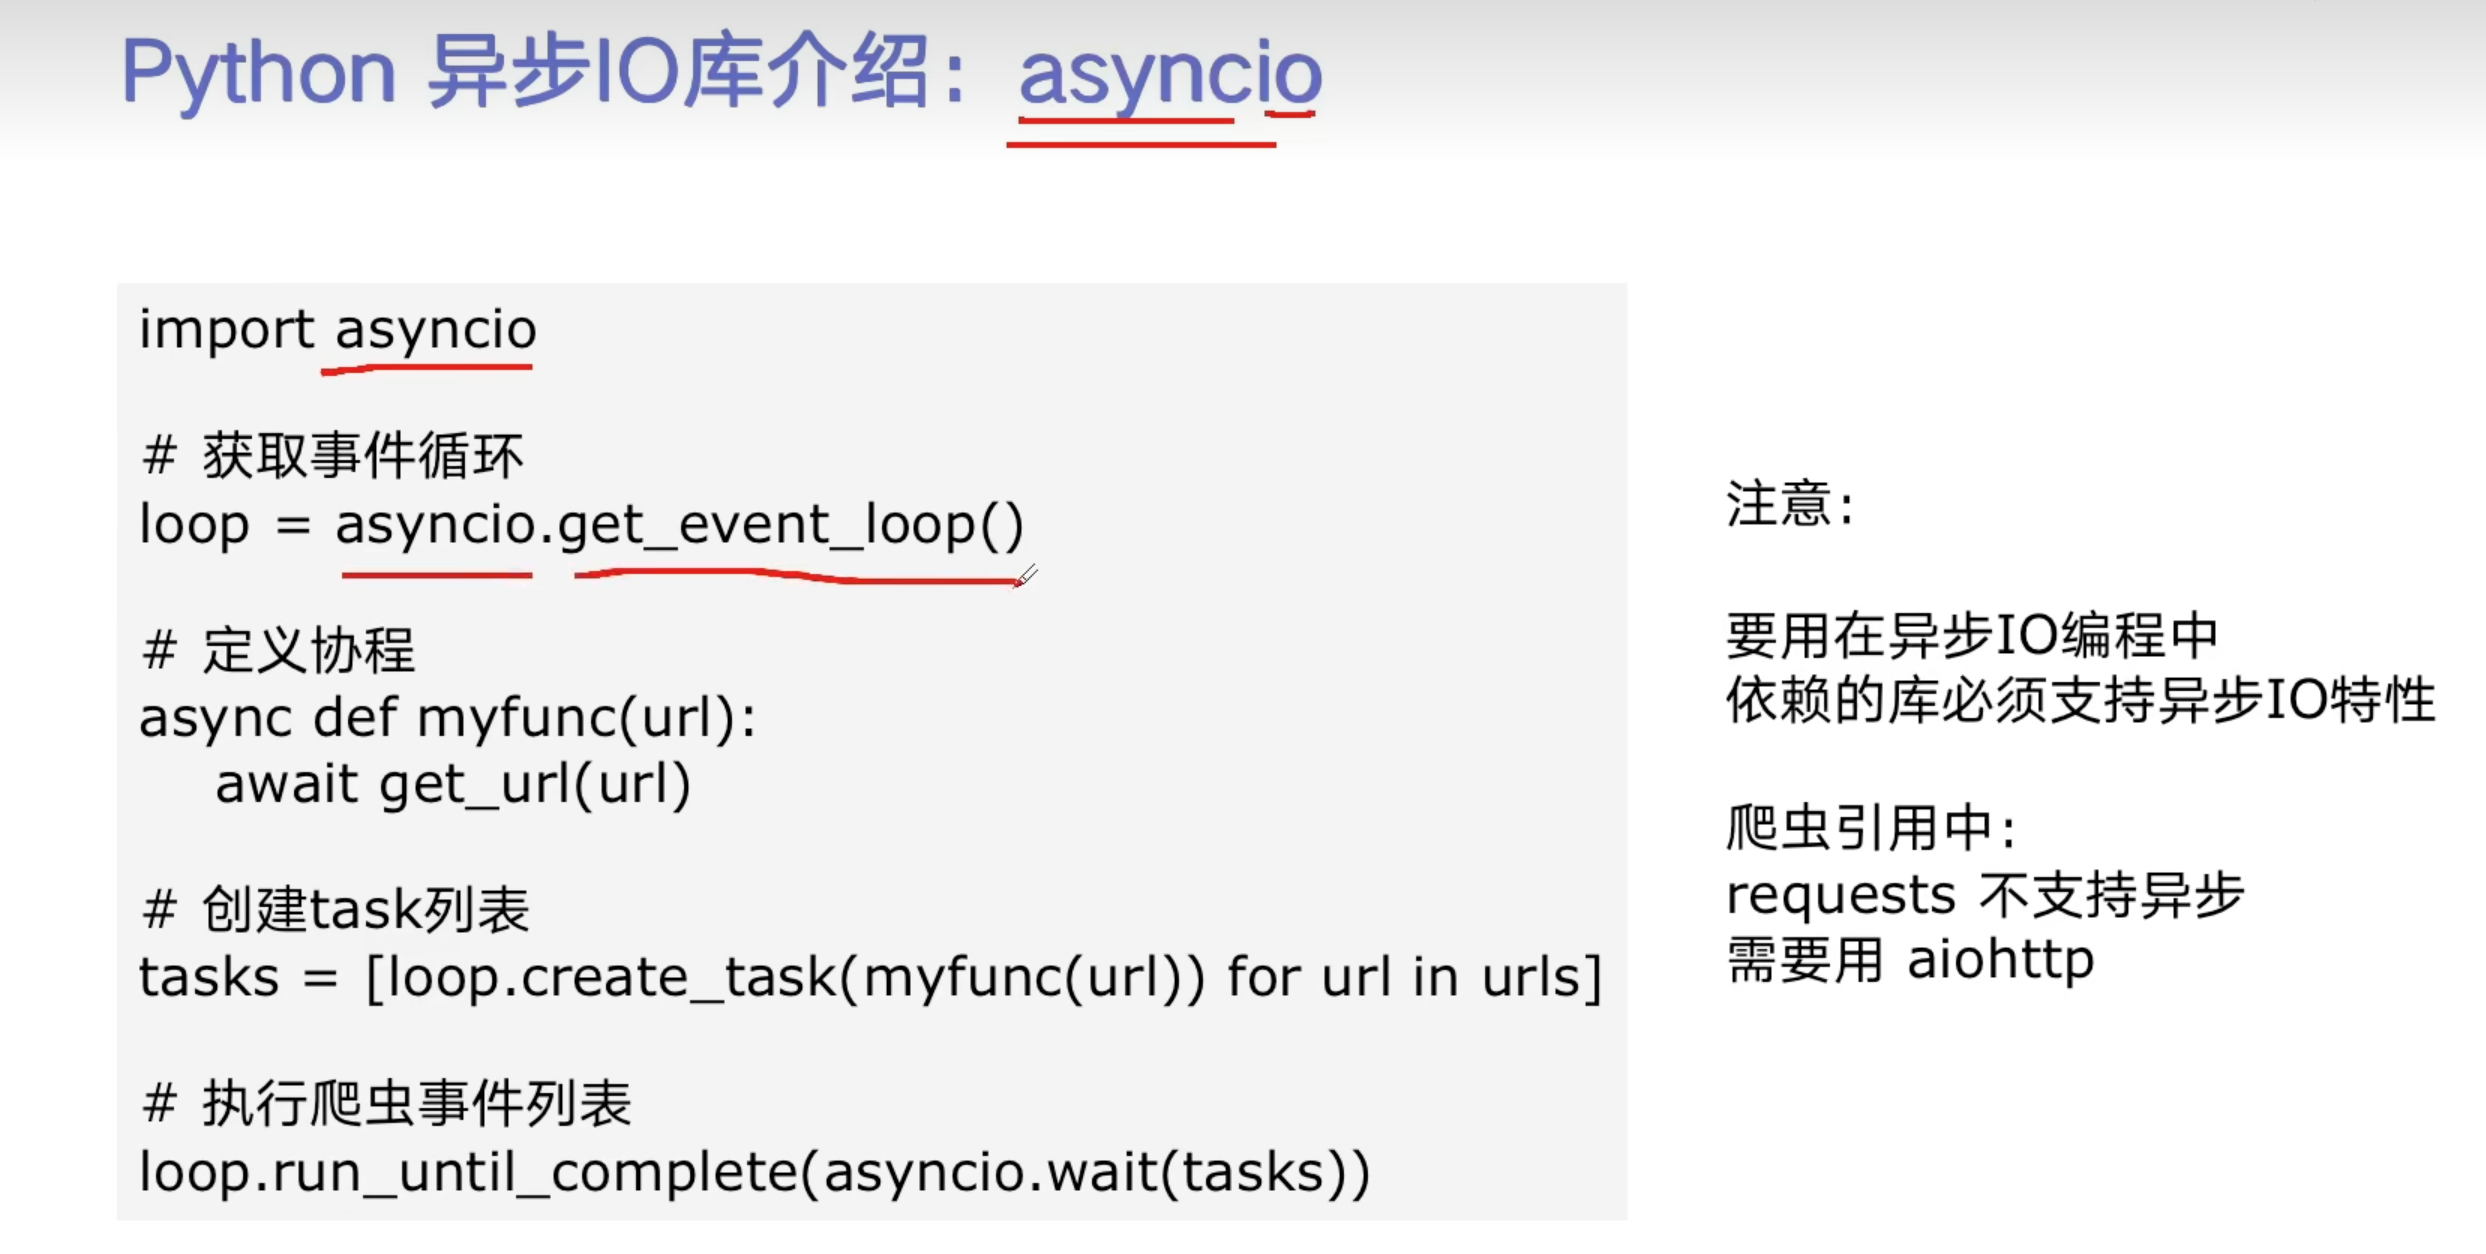 Python 异步IO库介绍：asyncio
import asyncio
# 获取事件循环
loop = asyncio.get_event_loop()
# 定义协程
async def myfunc(url):
    await get_url(url)
# 创建task列表
tasks = [loop.create_task(myfunc(url)) for url in urls]
# 执行爬虫事件列表
loop.run_until_complete(asyncio.wait(tasks))
注意：
要用在异步IO编程中
依赖的库必须支持异步IO特性
爬虫引用中：
requests 不支持异步
需要用 aiohttp